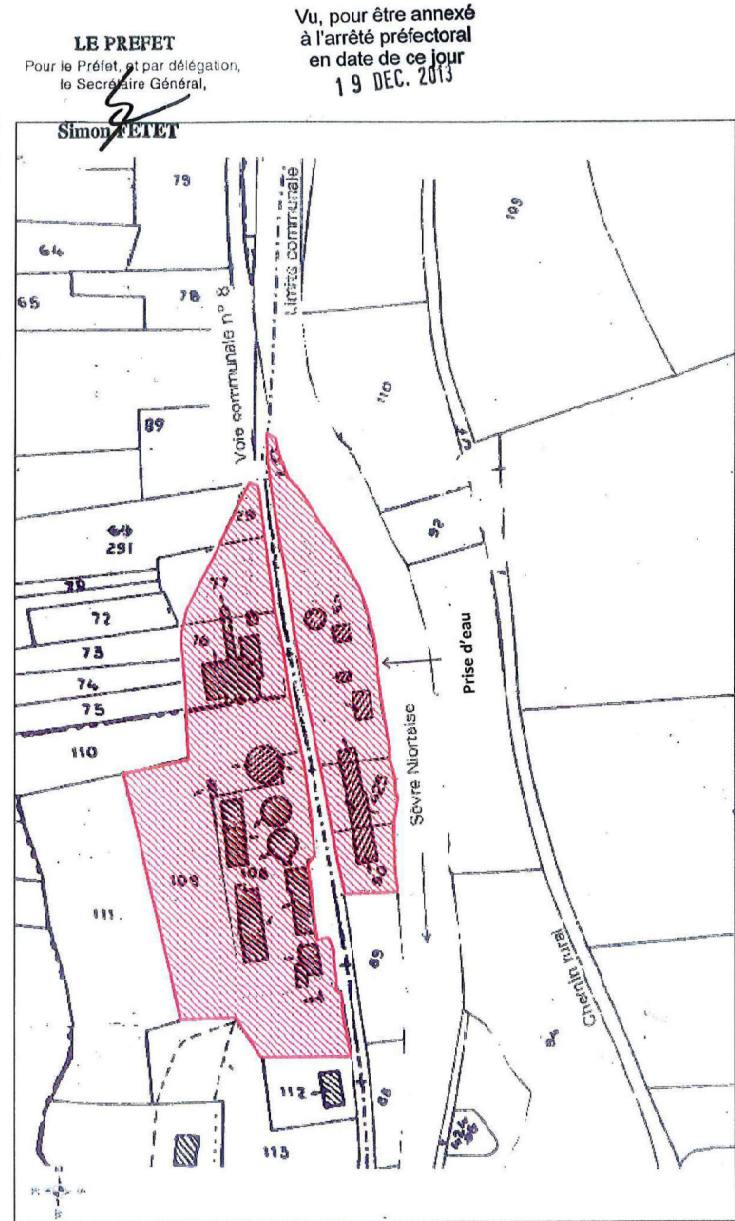 LE PREFET
Pour le Préfet, et par délégation,
le Secrétaire Général,
Simon FETET
Vu, pour être annexé
à l'arrêté préfectoral
en date de ce jour
19 DEC. 2013
79
64
65
78
Voie communale n° 8
Limite communale
109
110
89
291
72
73
74
75
76
77
110
92
Prise d'eau
Sèvre Niortaise
109
108
111
112
113
89
88
94
Chemin rural